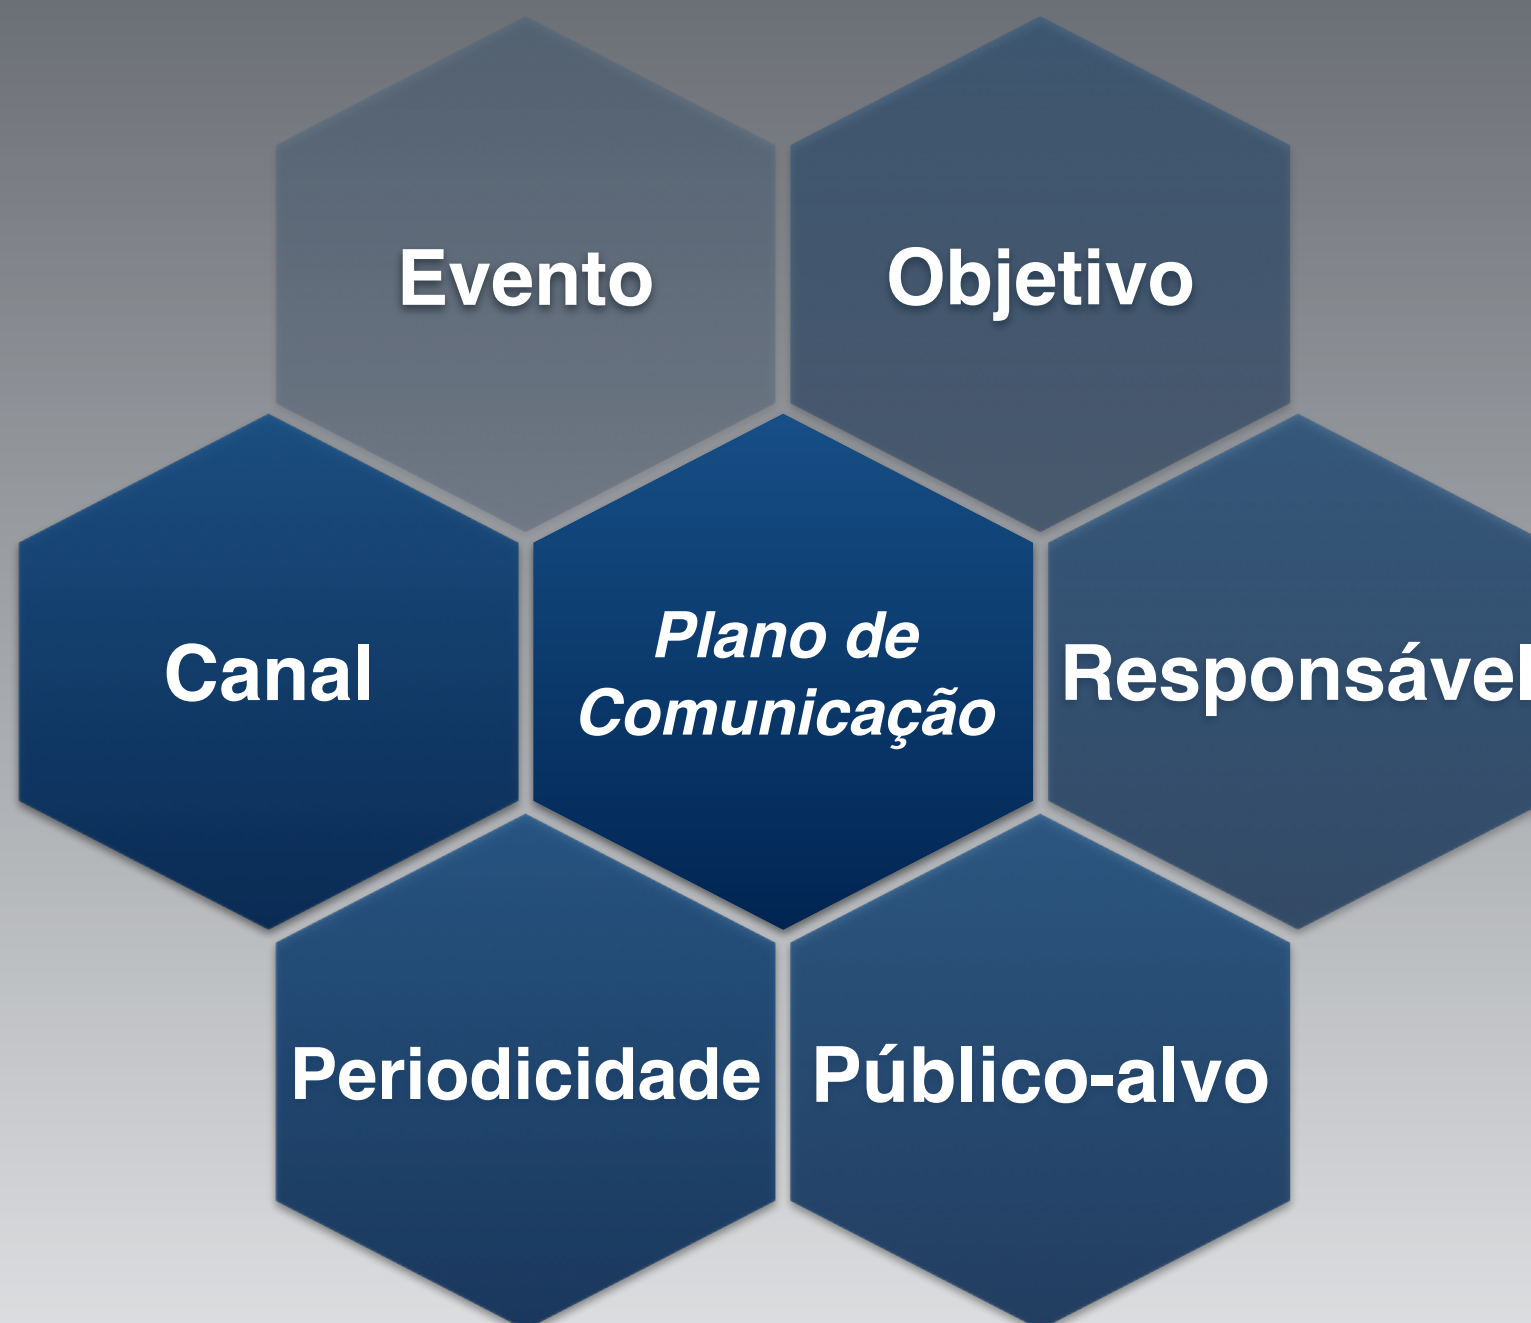 Evento
Objetivo
Canal
Plano de
Comunicação
Responsável
Periodicidade
Público-alvo